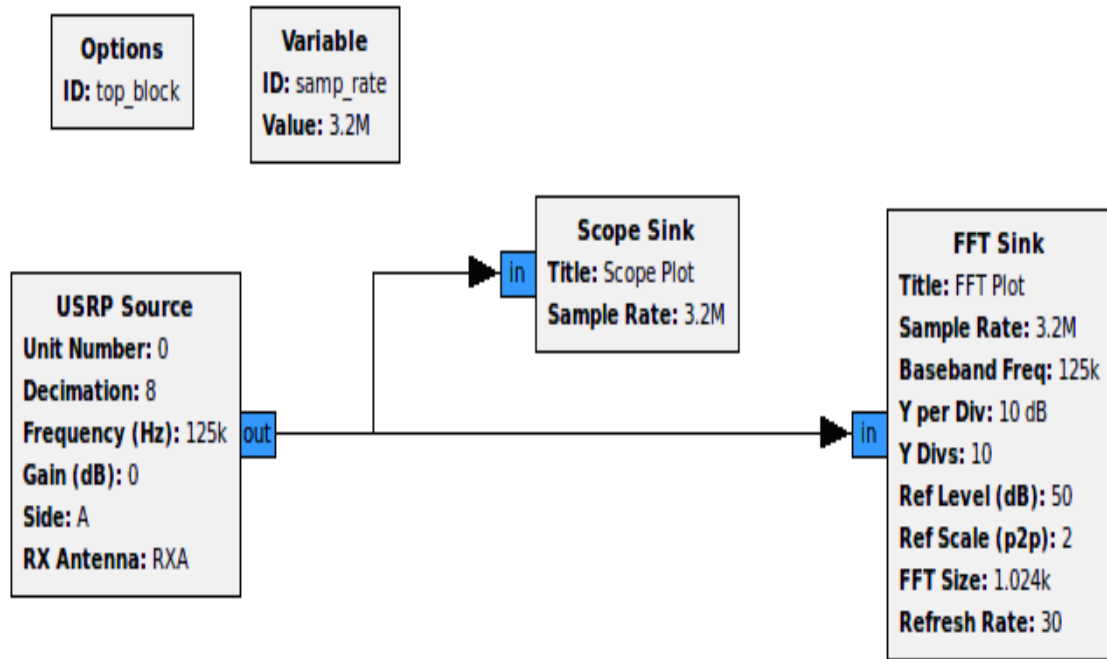 Options
ID: top_block
Variable
ID: samp_rate
Value: 3.2M
USRP Source
Unit Number: 0
Decimation: 8
Frequency (Hz): 125k
Gain (dB): 0
Side: A
RX Antenna: RXA
out
in
Scope Sink
Title: Scope Plot
Sample Rate: 3.2M
in
FFT Sink
Title: FFT Plot
Sample Rate: 3.2M
Baseband Freq: 125k
Y per Div: 10 dB
Y Divs: 10
Ref Level (dB): 50
Ref Scale (p2p): 2
FFT Size: 1.024k
Refresh Rate: 30